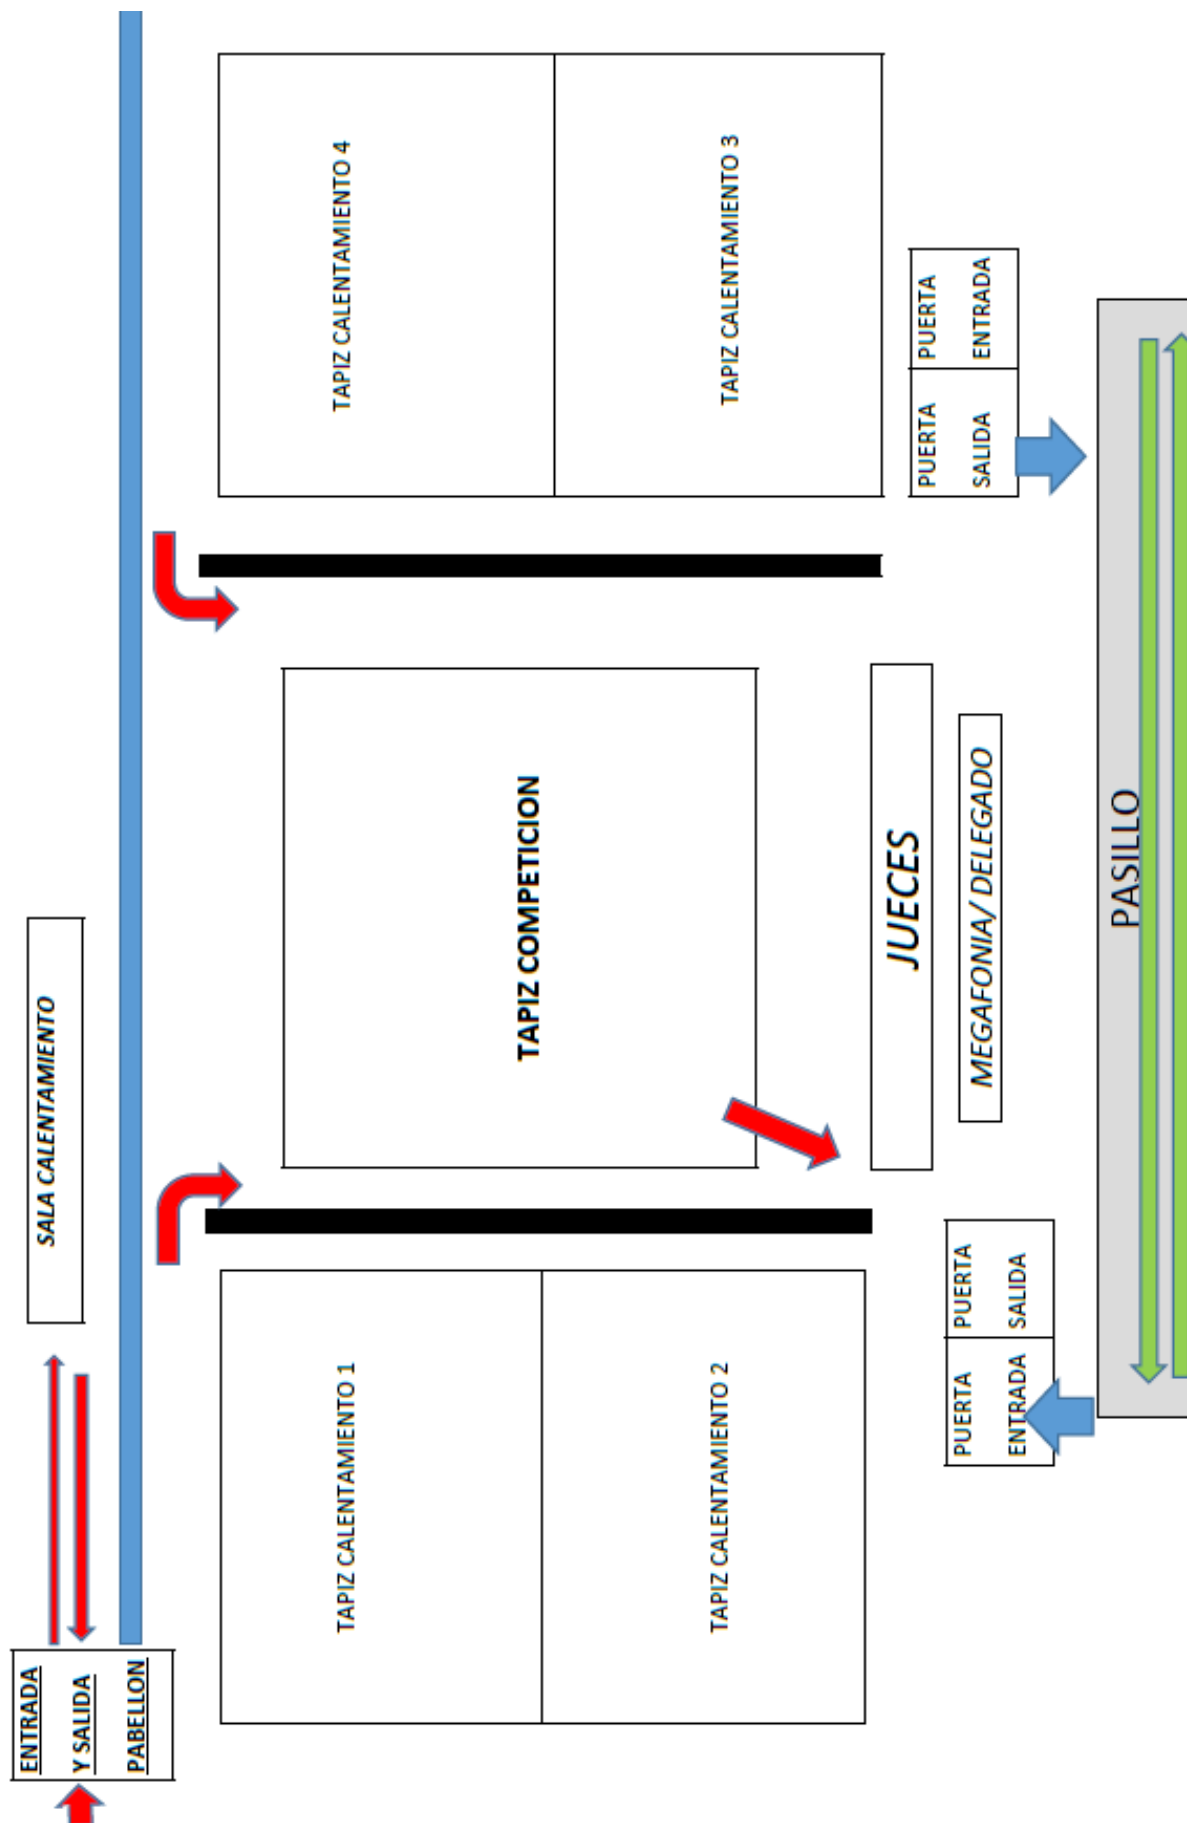 ENTRADA
Y SALIDA
PABELLON
SALA CALENTAMIENTO
TAPIZ CALENTAMIENTO 1
TAPIZ CALENTAMIENTO 4
TAPIZ COMPETICION
TAPIZ CALENTAMIENTO 2
TAPIZ CALENTAMIENTO 3
JUECES
MEGAFONIA/ DELEGADO
PUERTA
ENTRADA
PUERTA
SALIDA
PUERTA
SALIDA
PUERTA
ENTRADA
PASILLO